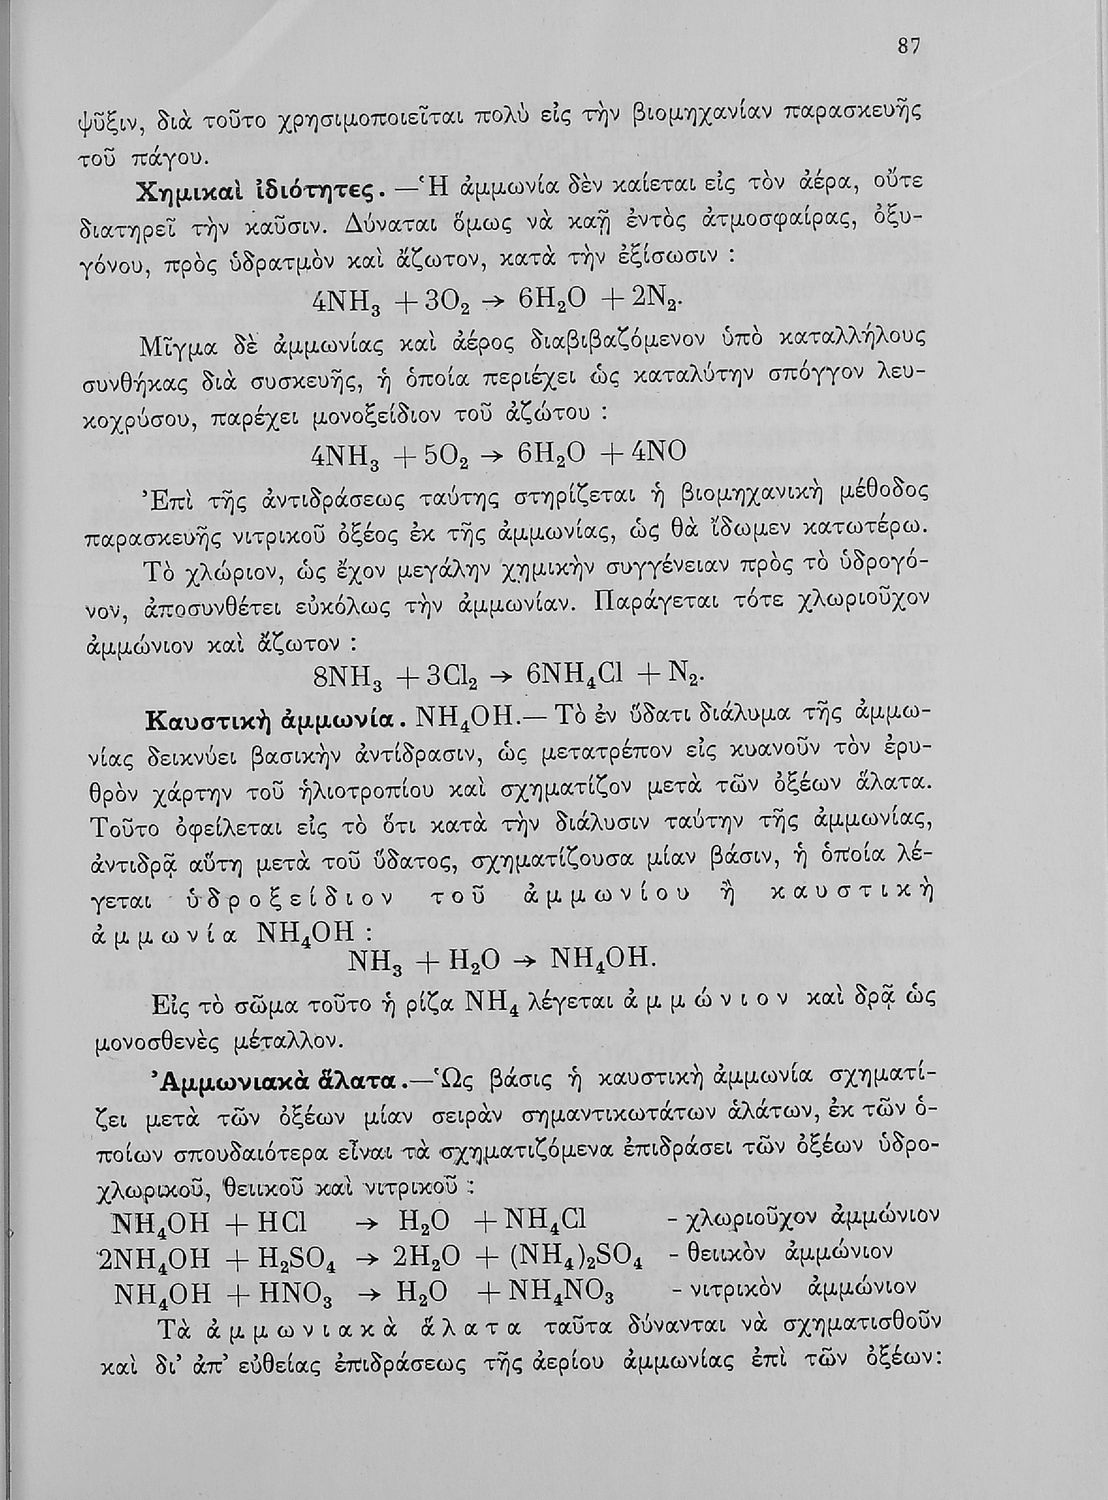 87
ψῦξιν, διὰ τοῦτο χρησιμοποιεῖται πολὺ εἰς τὴν βιομηχανίαν παρασκευῆς
τοῦ πάγου.
Χημικαὶ ἰδιότητες. —Ἡ ἀμμωνία δὲν καίεται εἰς τὸν ἀέρα, οὔτε
διατηρεῖ τὴν καῦσιν. Δύναται ὅμως νὰ καῇ ἐντὸς ἀτμοσφαίρας, ὀξυ-
γόνου, πρὸς ὑδρατμὸν καὶ ἄζωτον, κατὰ τὴν ἐξίσωσιν :
4NH₃ + 3O₂ → 6H₂O + 2N₂.
Μῖγμα δὲ ἀμμωνίας καὶ ἀέρος διαβιβαζόμενον ὑπὸ καταλλήλους
συνθήκας διὰ συσκευῆς, ἡ ὁποία περιέχει ὡς καταλύτην σπόγγον λευ-
κοχρύσου, παρέχει μονοξείδιον τοῦ ἀζώτου :
4NH₃ + 5O₂ → 6H₂O + 4NO
Ἐπὶ τῆς ἀντιδράσεως ταύτης στηρίζεται ἡ βιομηχανικὴ μέθοδος
παρασκευῆς νιτρικοῦ ὀξέος ἐκ τῆς ἀμμωνίας, ὡς θὰ ἴδωμεν κατωτέρω.
Τὸ χλώριον, ὡς ἔχον μεγάλην χημικὴν συγγένειαν πρὸς τὸ ὑδρογό-
νον, ἀποσυνθέτει εὐκόλως τὴν ἀμμωνίαν. Παράγεται τότε χλωριοῦχον
ἀμμώνιον καὶ ἄζωτον :
8NH₃ + 3Cl₂ → 6NH₄Cl + N₂.
Καυστικὴ ἀμμωνία. NH₄OH.— Τὸ ἐν ὕδατι διάλυμα τῆς ἀμμω-
νίας δεικνύει βασικὴν ἀντίδρασιν, ὡς μετατρέπον εἰς κυανοῦν τὸν ἐρυ-
θρὸν χάρτην τοῦ ἡλιοτροπίου καὶ σχηματίζον μετὰ τῶν ὀξέων ἅλατα.
Τοῦτο ὀφείλεται εἰς τὸ ὅτι κατὰ τὴν διάλυσιν ταύτην τῆς ἀμμωνίας,
ἀντιδρᾷ αὕτη μετὰ τοῦ ὕδατος, σχηματίζουσα μίαν βάσιν, ἡ ὁποία λέ-
γεται ὑδροξείδιον τοῦ ἀμμωνίου ἢ καυστικὴ
ἀμμωνία NH₄OH :
NH₃ + H₂O → NH₄OH.
Εἰς τὸ σῶμα τοῦτο ἡ ρίζα NH₄ λέγεται ἀμμώνιον καὶ δρᾷ ὡς
μονοσθενὲς μέταλλον.
Ἀμμωνιακὰ ἅλατα.—Ὡς βάσις ἡ καυστικὴ ἀμμωνία σχηματί-
ζει μετὰ τῶν ὀξέων μίαν σειρὰν σημαντικωτάτων ἁλάτων, ἐκ τῶν ὁ-
ποίων σπουδαιότερα εἶναι τὰ σχηματιζόμενα ἐπιδράσει τῶν ὀξέων ὑδρο-
χλωρικοῦ, θειικοῦ καὶ νιτρικοῦ :
NH₄OH + HCl → H₂O + NH₄Cl - χλωριοῦχον ἀμμώνιον
2NH₄OH + H₂SO₄ → 2H₂O + (NH₄)₂SO₄ - θειικὸν ἀμμώνιον
NH₄OH + HNO₃ → H₂O + NH₄NO₃ - νιτρικὸν ἀμμώνιον
Τὰ ἀμμωνιακὰ ἅλατα ταῦτα δύνανται νὰ σχηματισθοῦν
καὶ δι' ἀπ' εὐθείας ἐπιδράσεως τῆς ἀερίου ἀμμωνίας ἐπὶ τῶν ὀξέων: